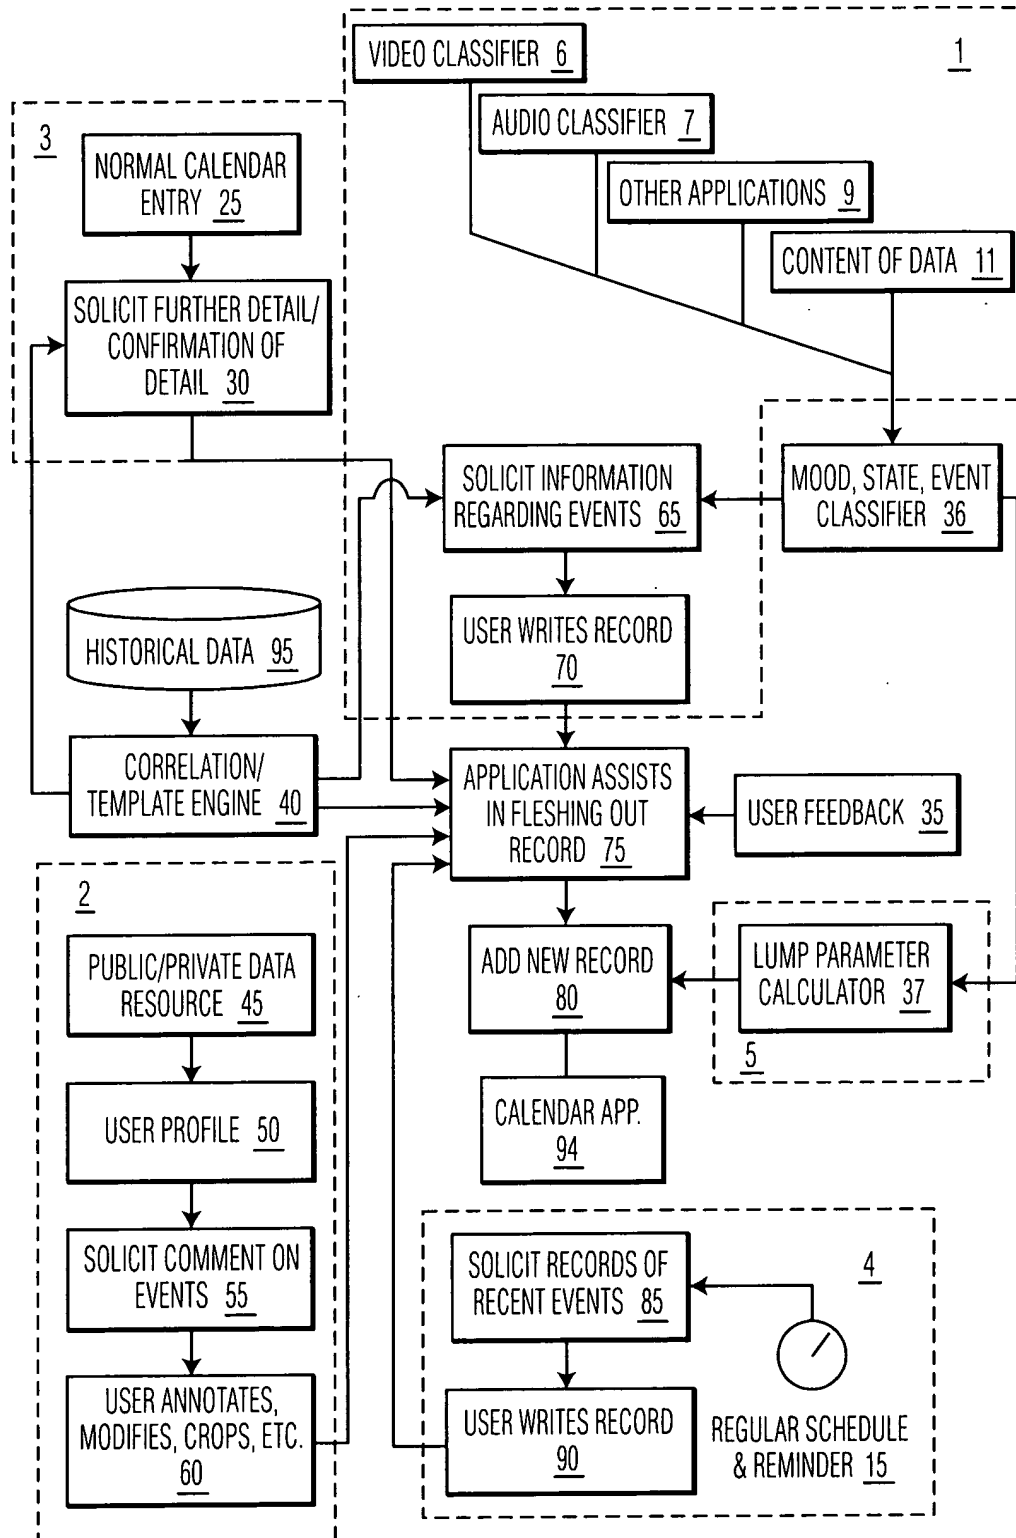 VIDEO CLASSIFIER 6
1
AUDIO CLASSIFIER 7
3
NORMAL CALENDAR
ENTRY 25
OTHER APPLICATIONS 9
CONTENT OF DATA 11
SOLICIT FURTHER DETAIL/
CONFIRMATION OF
DETAIL 30
SOLICIT INFORMATION
REGARDING EVENTS 65
MOOD, STATE, EVENT
CLASSIFIER 36
USER WRITES RECORD
70
HISTORICAL DATA 95
CORRELATION/
TEMPLATE ENGINE 40
APPLICATION ASSISTS
IN FLESHING OUT
RECORD 75
USER FEEDBACK 35
2
PUBLIC/PRIVATE DATA
RESOURCE 45
ADD NEW RECORD
80
LUMP PARAMETER
CALCULATOR 37
5
USER PROFILE 50
CALENDAR APP.
94
SOLICIT COMMENT ON
EVENTS 55
SOLICIT RECORDS OF
RECENT EVENTS 85
4
USER ANNOTATES,
MODIFIES, CROPS, ETC.
60
USER WRITES RECORD
90
REGULAR SCHEDULE
& REMINDER 15